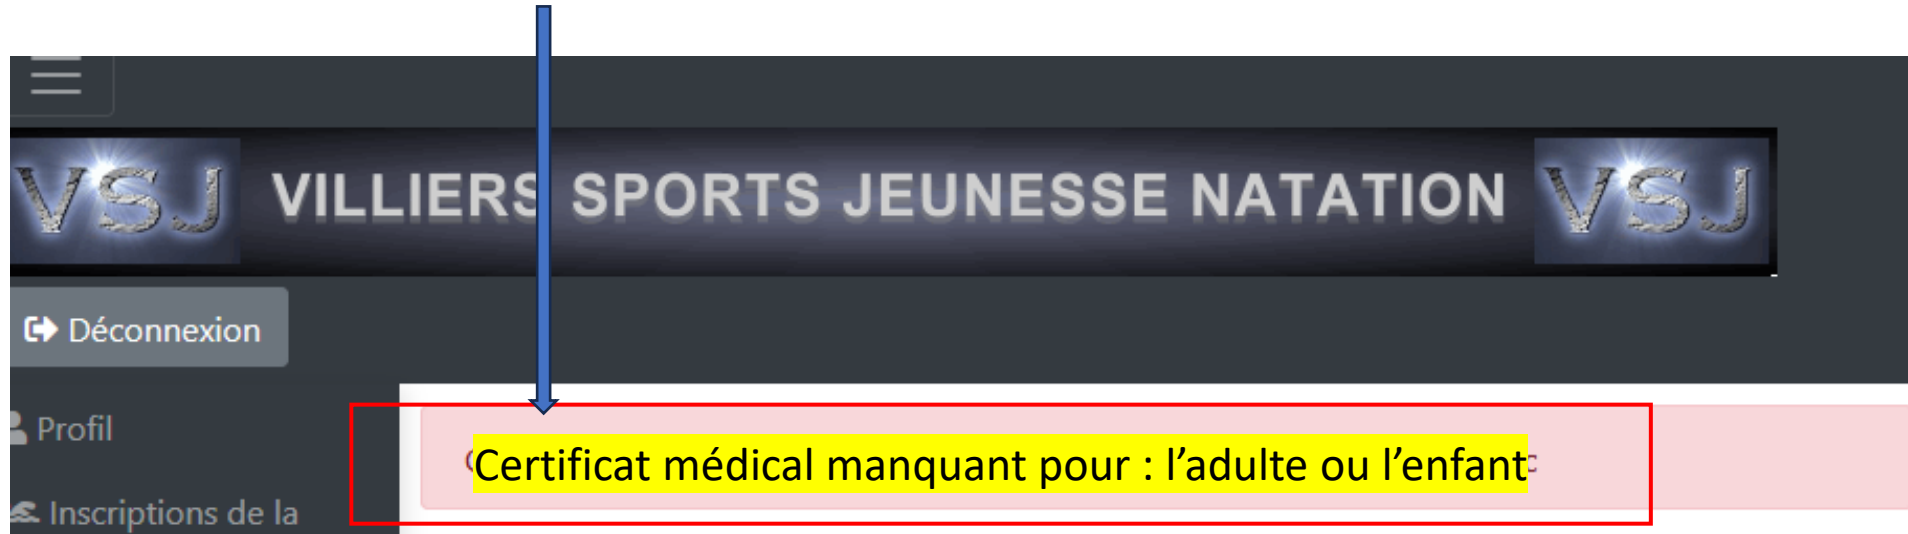 VSJ VILLIERS SPORTS JEUNESSE NATATION VSJ
Déconnexion
Profil
Certificat médical manquant pour : l’adulte ou l’enfant
Inscriptions de la